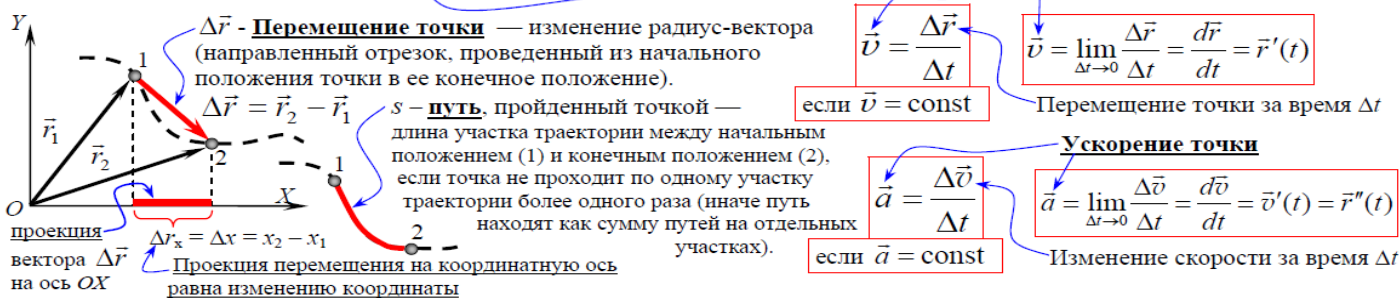 Y
Δr⃗ - Перемещение точки — изменение радиус-вектора
(направленный отрезок, проведенный из начального
положения точки в ее конечное положение).
Δr⃗ = r⃗₂ − r⃗₁
1
r⃗₁
r⃗₂
2
O
X
проекция
вектора Δr⃗
на ось OX
Δrₓ = Δx = x₂ − x₁
Проекция перемещения на координатную ось
равна изменению координаты
s – путь, пройденный точкой —
длина участка траектории между начальным
положением (1) и конечным положением (2),
если точка не проходит по одному участку
траектории более одного раза (иначе путь
находят как сумму путей на отдельных
участках).
1
2
v⃗ = Δr⃗/Δt
если v⃗ = const
v⃗ = lim Δt→0 Δr⃗/Δt = dr⃗/dt = r⃗ ′(t)
Перемещение точки за время Δt
Ускорение точки
a⃗ = Δv⃗/Δt
если a⃗ = const
a⃗ = lim Δt→0 Δv⃗/Δt = dv⃗/dt = v⃗ ′(t) = r⃗ ″(t)
Изменение скорости за время Δt